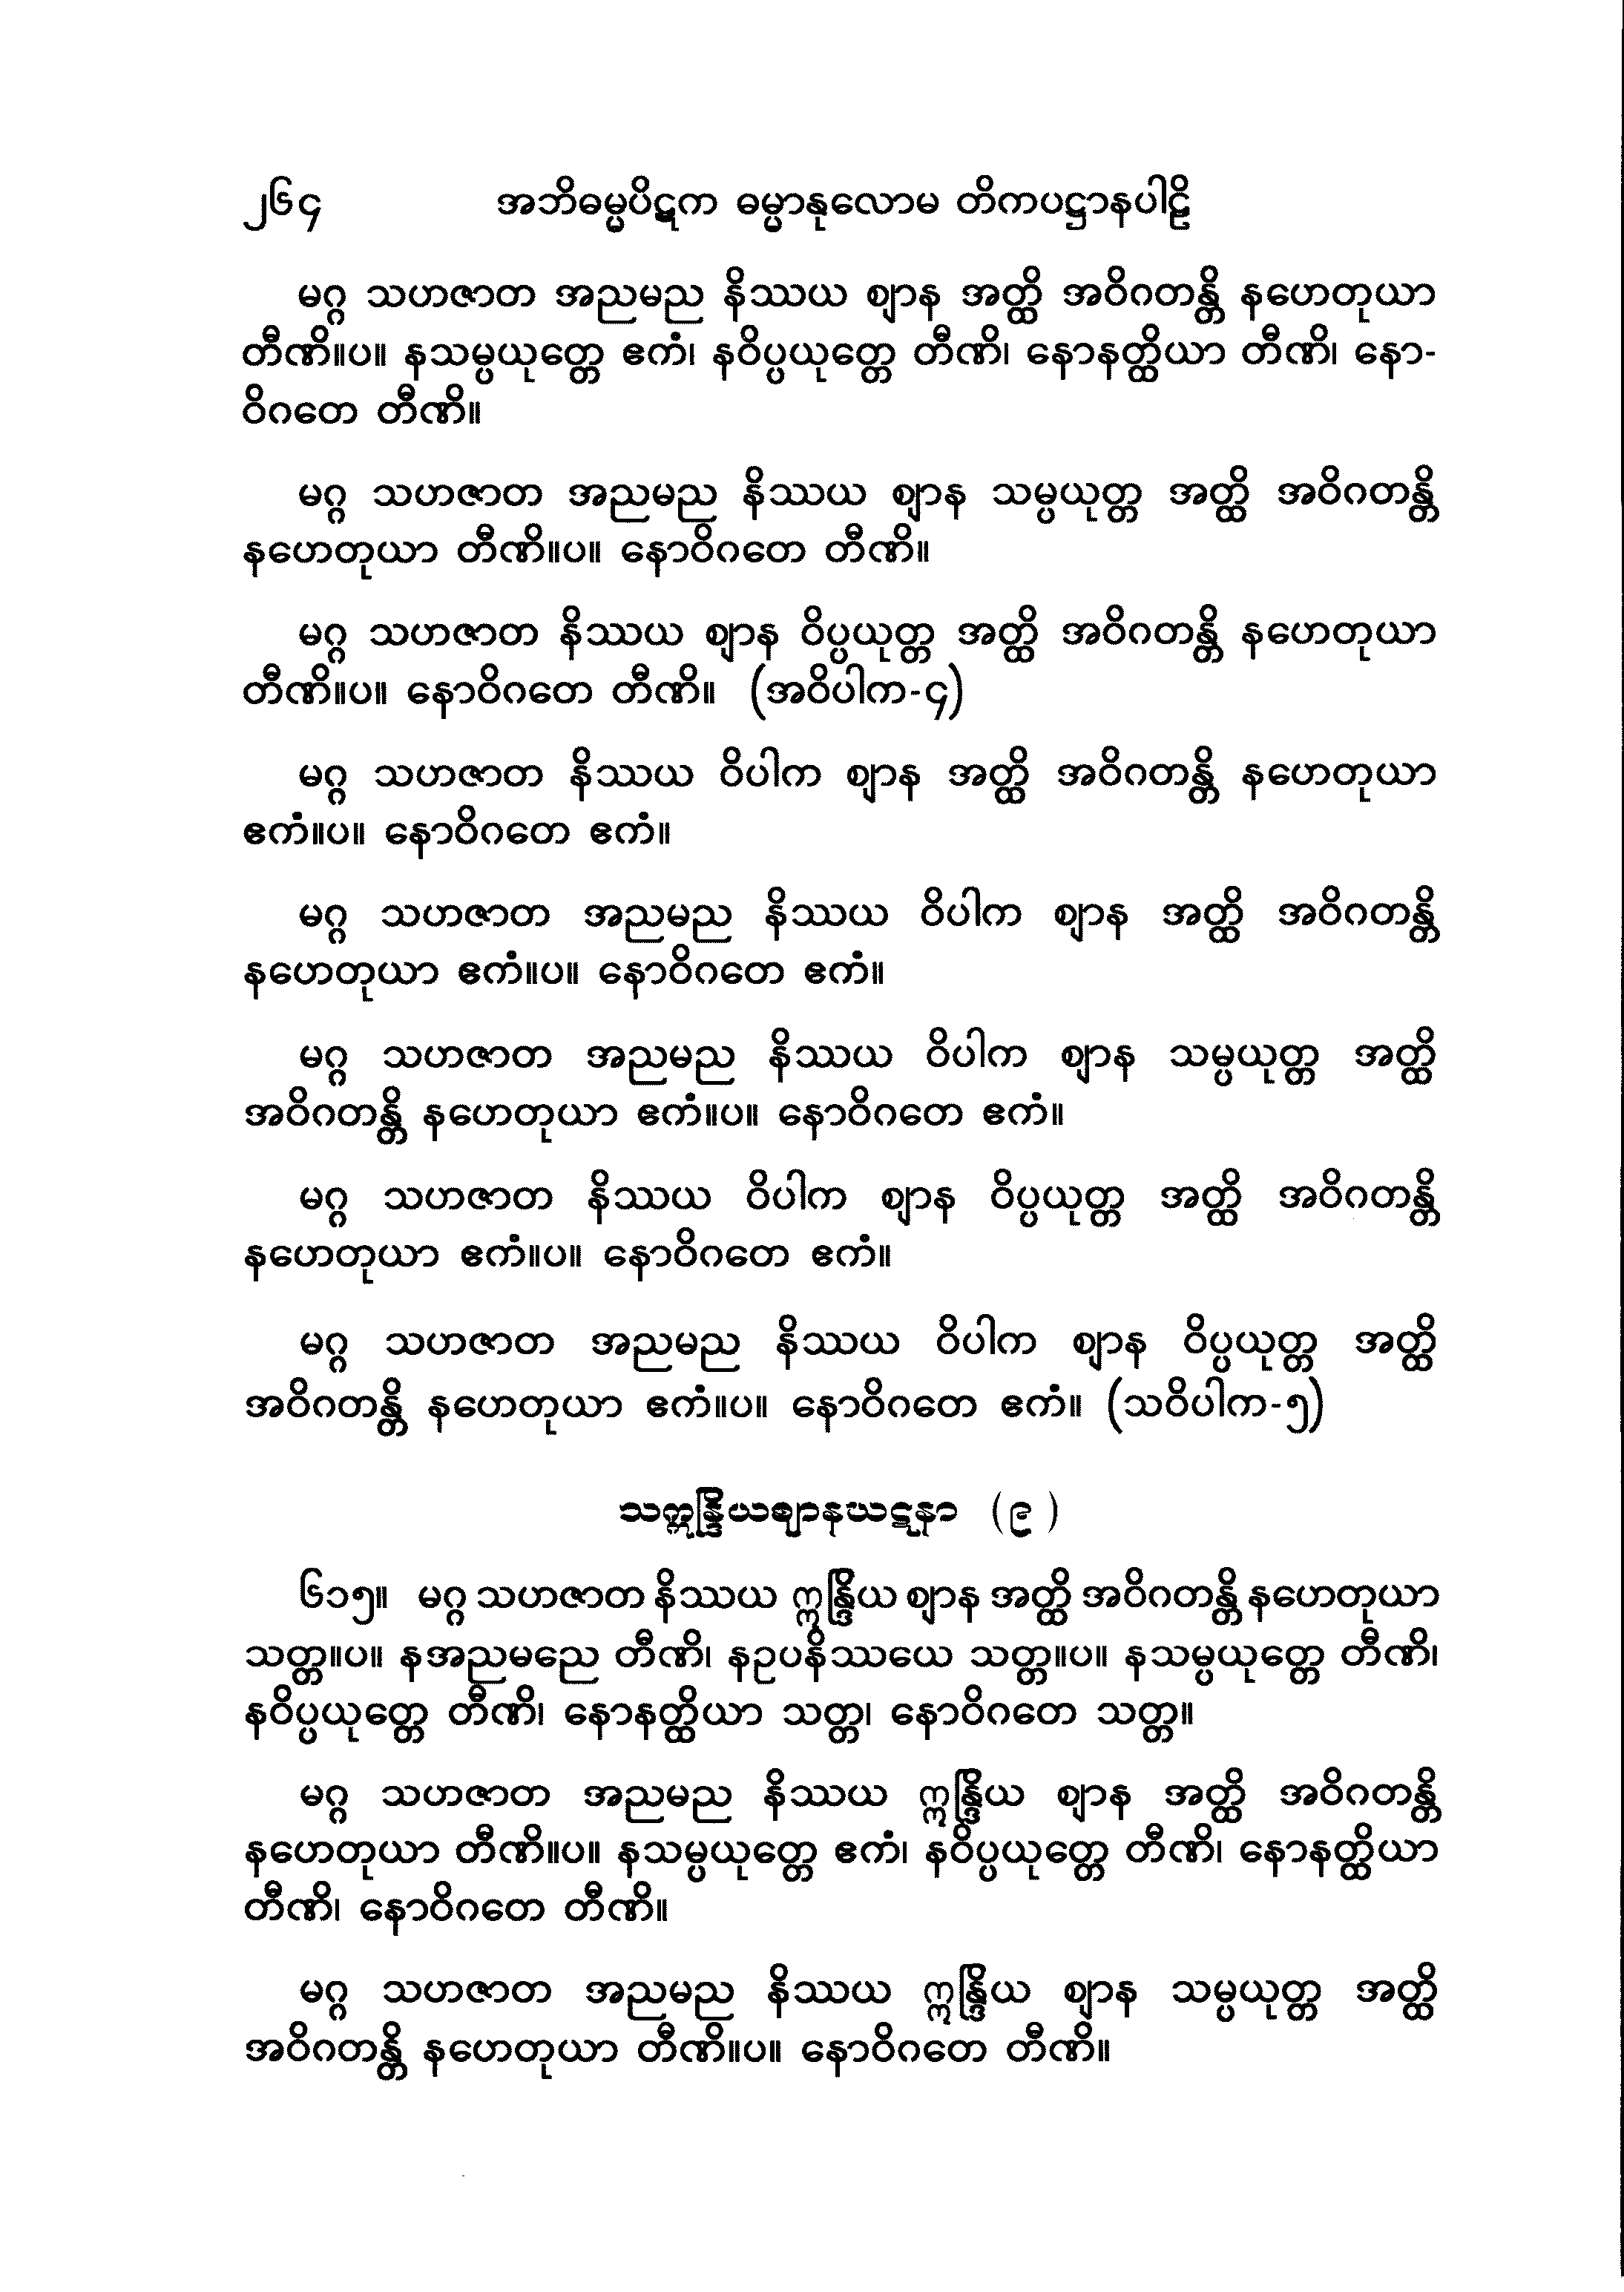 ၂၆၄ အဘိဓမ္မပိဋက ဓမ္မာနုလောမ တိကပဋ္ဌာနပါဠိ
မဂ္ဂ သဟဇာတ အညမည နိဿယ ဈာန အတ္ထိ အဝိဂတန္တိ နဟေတုယာ
တီဏိ။ပ။ နသမ္ပယုတ္တေ ဧကံ၊ နဝိပ္ပယုတ္တေ တီဏိ၊ နောနတ္ထိယာ တီဏိ၊ နော-
ဝိဂတေ တီဏိ။
မဂ္ဂ သဟဇာတ အညမည နိဿယ ဈာန သမ္ပယုတ္တ အတ္ထိ အဝိဂတန္တိ
နဟေတုယာ တီဏိ။ပ။ နောဝိဂတေ တီဏိ။
မဂ္ဂ သဟဇာတ နိဿယ ဈာန ဝိပ္ပယုတ္တ အတ္ထိ အဝိဂတန္တိ နဟေတုယာ
တီဏိ။ပ။ နောဝိဂတေ တီဏိ။ (အဝိပါက-၄)
မဂ္ဂ သဟဇာတ နိဿယ ဝိပါက ဈာန အတ္ထိ အဝိဂတန္တိ နဟေတုယာ
ဧကံ။ပ။ နောဝိဂတေ ဧကံ။
မဂ္ဂ သဟဇာတ အညမည နိဿယ ဝိပါက ဈာန အတ္ထိ အဝိဂတန္တိ
နဟေတုယာ ဧကံ။ပ။ နောဝိဂတေ ဧကံ။
မဂ္ဂ သဟဇာတ အညမည နိဿယ ဝိပါက ဈာန သမ္ပယုတ္တ အတ္ထိ
အဝိဂတန္တိ နဟေတုယာ ဧကံ။ပ။ နောဝိဂတေ ဧကံ။
မဂ္ဂ သဟဇာတ နိဿယ ဝိပါက ဈာန ဝိပ္ပယုတ္တ အတ္ထိ အဝိဂတန္တိ
နဟေတုယာ ဧကံ။ပ။ နောဝိဂတေ ဧကံ။
မဂ္ဂ သဟဇာတ အညမည နိဿယ ဝိပါက ဈာန ဝိပ္ပယုတ္တ အတ္ထိ
အဝိဂတန္တိ နဟေတုယာ ဧကံ။ပ။ နောဝိဂတေ ဧကံ။ (သဝိပါက-၅)
သဣန္ဒြိယဈာနဃဋနာ (၉)
၆၁၅။ မဂ္ဂ သဟဇာတ နိဿယ ဣန္ဒြိယ ဈာန အတ္ထိ အဝိဂတန္တိ နဟေတုယာ
သတ္တ။ပ။ နအညမညေ တီဏိ၊ နဥပနိဿယေ သတ္တ။ပ။ နသမ္ပယုတ္တေ တီဏိ၊
နဝိပ္ပယုတ္တေ တီဏိ၊ နောနတ္ထိယာ သတ္တ၊ နောဝိဂတေ သတ္တ။
မဂ္ဂ သဟဇာတ အညမည နိဿယ ဣန္ဒြိယ ဈာန အတ္ထိ အဝိဂတန္တိ
နဟေတုယာ တီဏိ။ပ။ နသမ္ပယုတ္တေ ဧကံ၊ နဝိပ္ပယုတ္တေ တီဏိ၊ နောနတ္ထိယာ
တီဏိ၊ နောဝိဂတေ တီဏိ။
မဂ္ဂ သဟဇာတ အညမည နိဿယ ဣန္ဒြိယ ဈာန သမ္ပယုတ္တ အတ္ထိ
အဝိဂတန္တိ နဟေတုယာ တီဏိ။ပ။ နောဝိဂတေ တီဏိ။